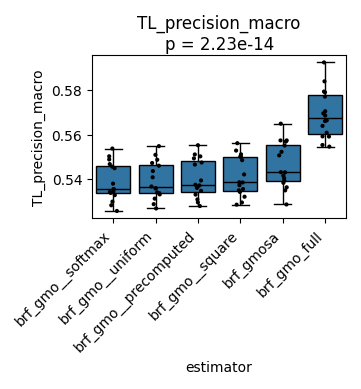 TL_precision_macro
p = 2.23e-14
TL_precision_macro
0.58
0.56
0.54
brf_gmo__softmax
brf_gmo__uniform
brf_gmo__precomputed
brf_gmo__square
brf_gmosa
brf_gmo_full
estimator